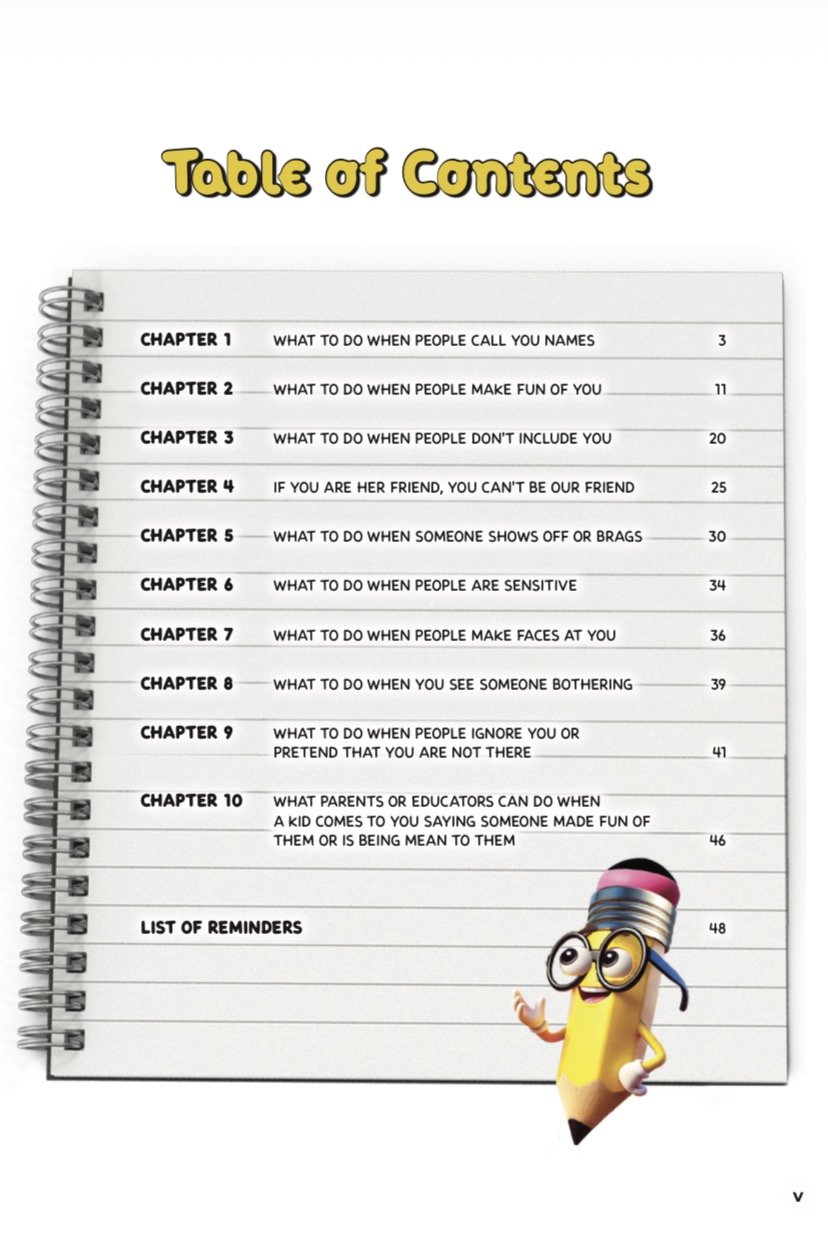 Table of Contents
CHAPTER 1 WHAT TO DO WHEN PEOPLE CALL YOU NAMES 3
CHAPTER 2 WHAT TO DO WHEN PEOPLE MAKE FUN OF YOU 11
CHAPTER 3 WHAT TO DO WHEN PEOPLE DON'T INCLUDE YOU 20
CHAPTER 4 IF YOU ARE HER FRIEND, YOU CAN'T BE OUR FRIEND 25
CHAPTER 5 WHAT TO DO WHEN SOMEONE SHOWS OFF OR BRAGS 30
CHAPTER 6 WHAT TO DO WHEN PEOPLE ARE SENSITIVE 34
CHAPTER 7 WHAT TO DO WHEN PEOPLE MAKE FACES AT YOU 36
CHAPTER 8 WHAT TO DO WHEN YOU SEE SOMEONE BOTHERING 39
CHAPTER 9 WHAT TO DO WHEN PEOPLE IGNORE YOU OR
PRETEND THAT YOU ARE NOT THERE 41
CHAPTER 10 WHAT PARENTS OR EDUCATORS CAN DO WHEN
A KID COMES TO YOU SAYING SOMEONE MADE FUN OF
THEM OR IS BEING MEAN TO THEM 46
LIST OF REMINDERS 48
v